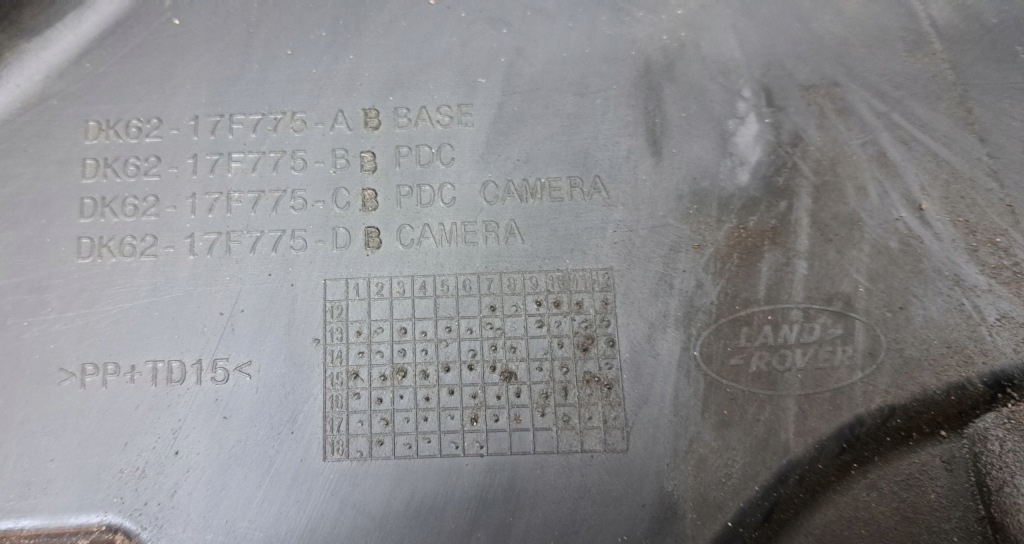 DK62-17F775-A B BASE
DK62-17F775-B B PDC
DK62-17F775-C B PDC CAMERA
DK62-17F775-D B CAMERA
1 2 3 4 5 6 7 8 9 10 11
12
13
14
15
16
17
18
>PP+TD15<
LAND-
-ROVER